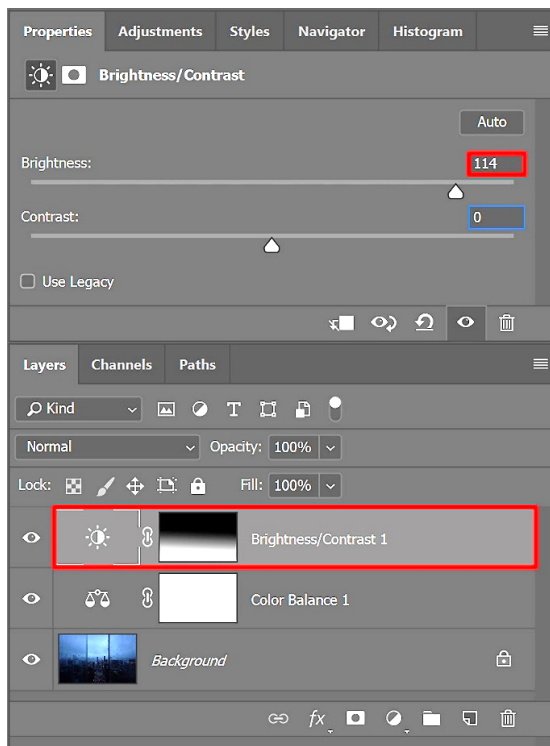 Properties Adjustments Styles Navigator Histogram
Brightness/Contrast
Auto
Brightness: 114
Contrast: 0
Use Legacy
Layers Channels Paths
Kind
Normal Opacity: 100%
Lock: Fill: 100%
Brightness/Contrast 1
Color Balance 1
Background
fx